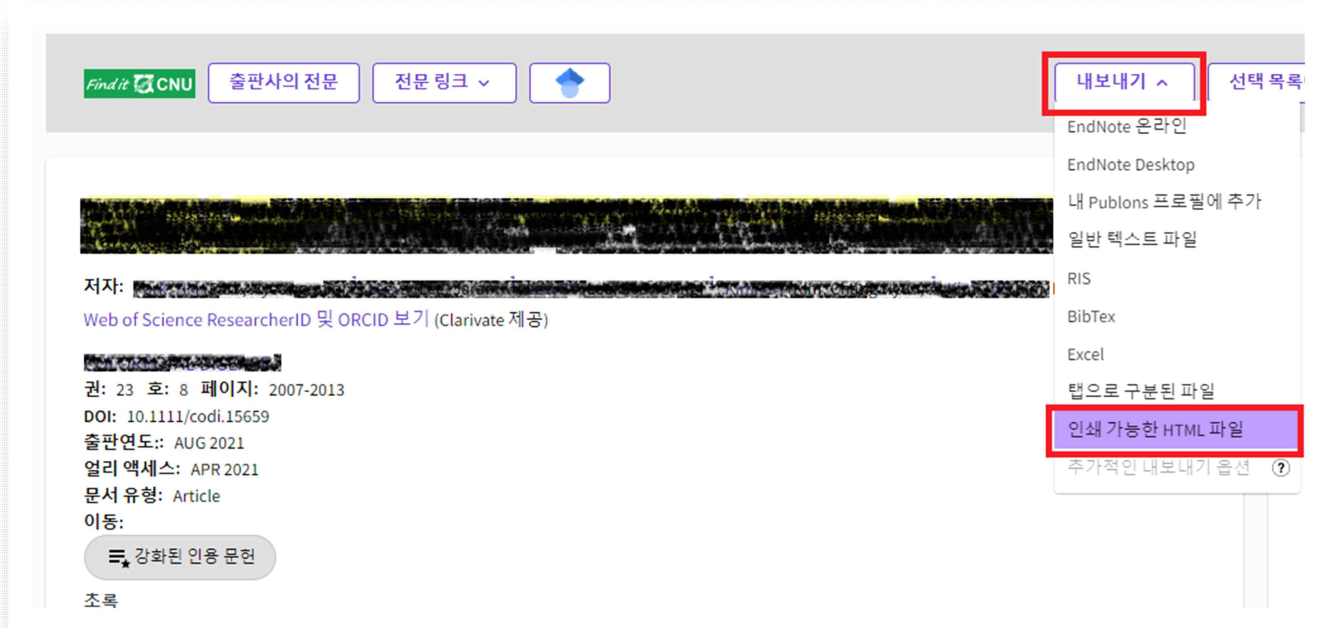 Find it CNU 출판사의 전문 전문 링크 내보내기 선택 목록
EndNote 온라인
EndNote Desktop
내 Publons 프로필에 추가
일반 텍스트 파일
RIS
BibTex
Excel
탭으로 구분된 파일
인쇄 가능한 HTML 파일
추가적인 내보내기 옵션 ?
저자:
Web of Science ResearcherID 및 ORCID 보기 (Clarivate 제공)
권: 23 호: 8 페이지: 2007-2013
DOI: 10.1111/codi.15659
출판연도:: AUG 2021
얼리 액세스: APR 2021
문서 유형: Article
이동:
강화된 인용 문헌
초록